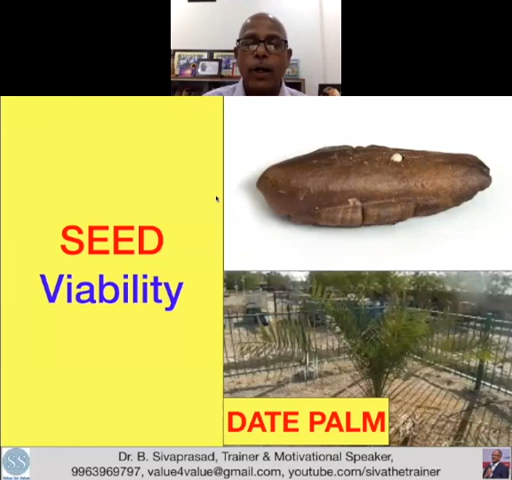 SEED
Viability
DATE PALM
Dr. B. Sivaprasad, Trainer & Motivational Speaker,
9963969797, value4value@gmail.com, youtube.com/sivathetrainer